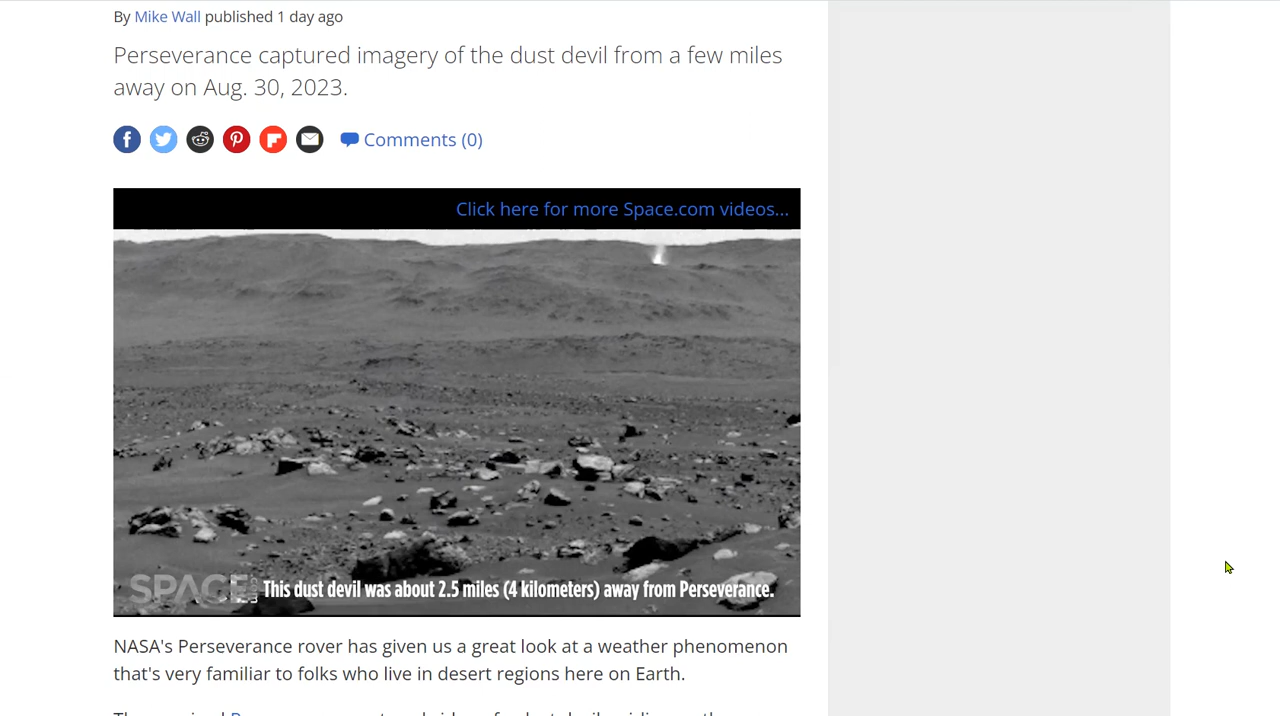 By Mike Wall published 1 day ago
Perseverance captured imagery of the dust devil from a few miles
away on Aug. 30, 2023.
Comments (0)
Click here for more Space.com videos...
SPACE.COM This dust devil was about 2.5 miles (4 kilometers) away from Perseverance.
NASA's Perseverance rover has given us a great look at a weather phenomenon
that's very familiar to folks who live in desert regions here on Earth.